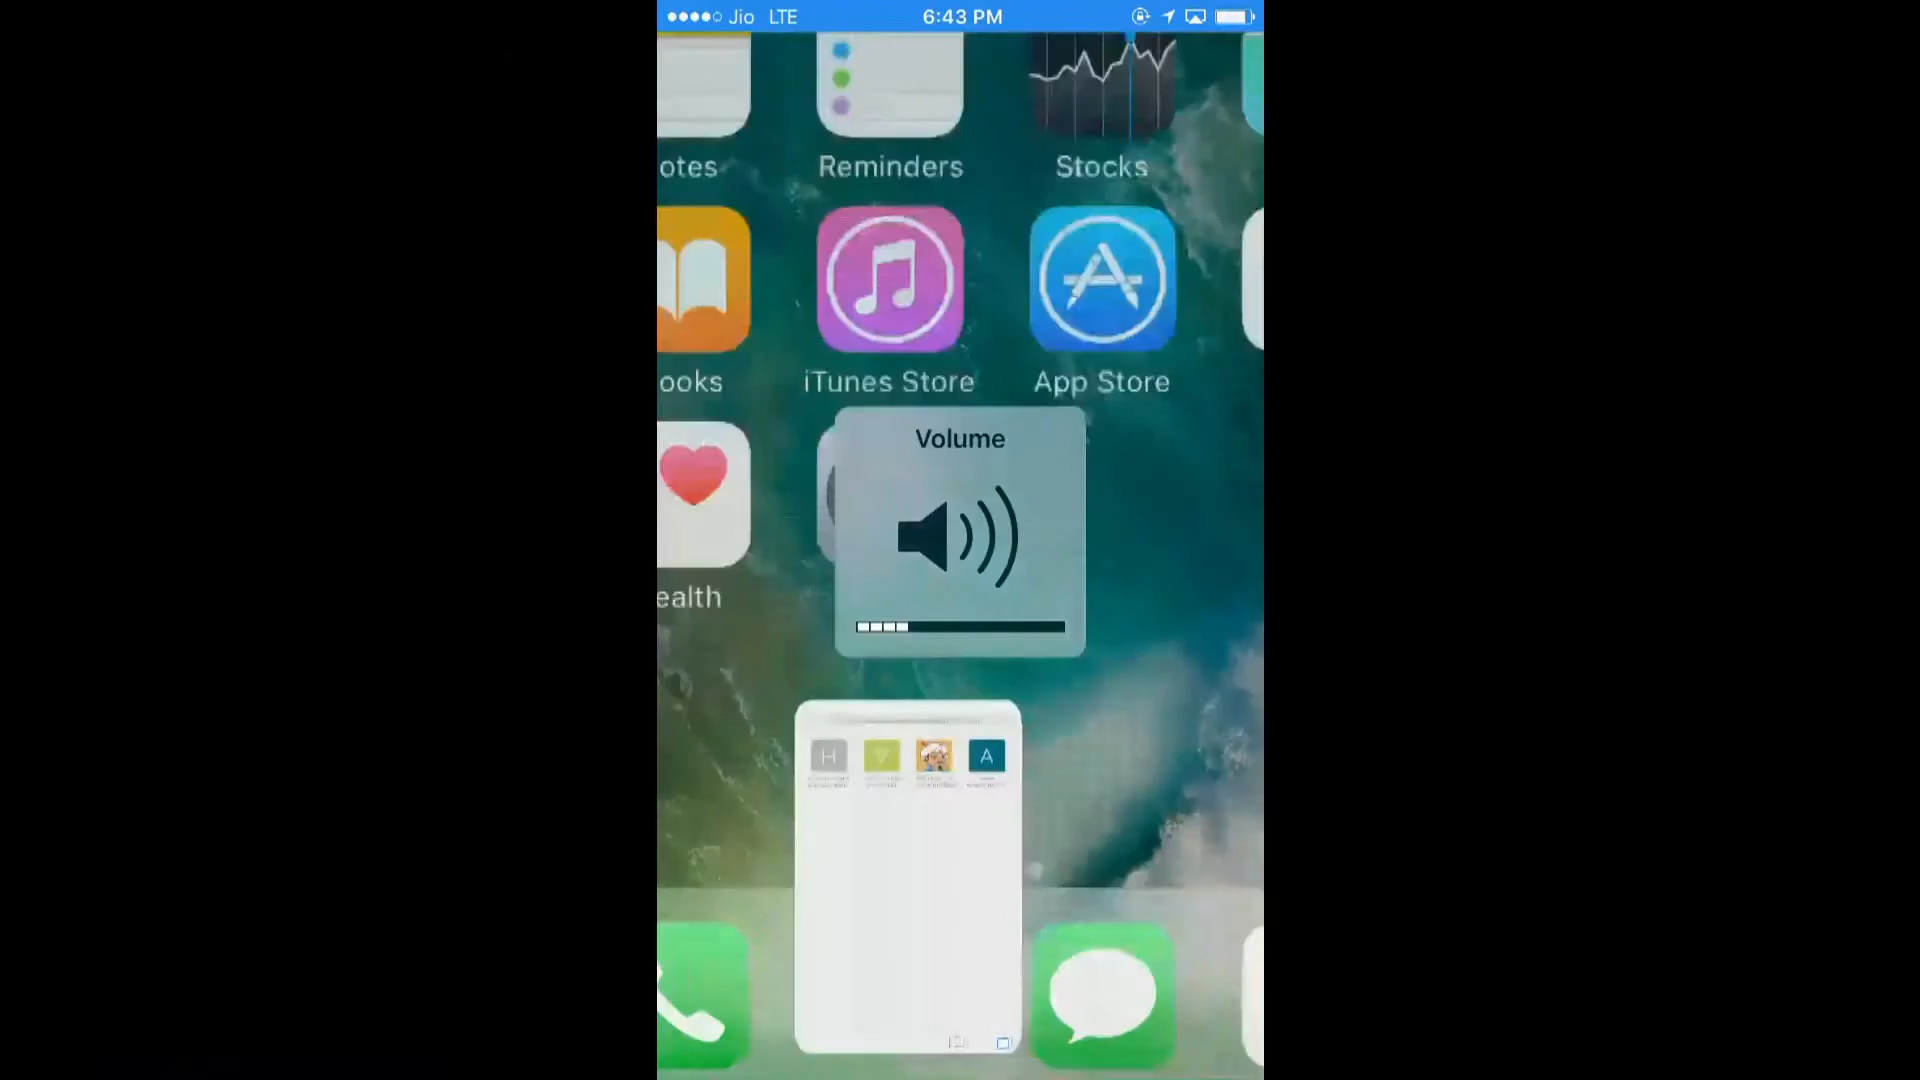 Jio LTE 6:43 PM
otes Reminders Stocks
ooks iTunes Store App Store
Volume
ealth
H V A